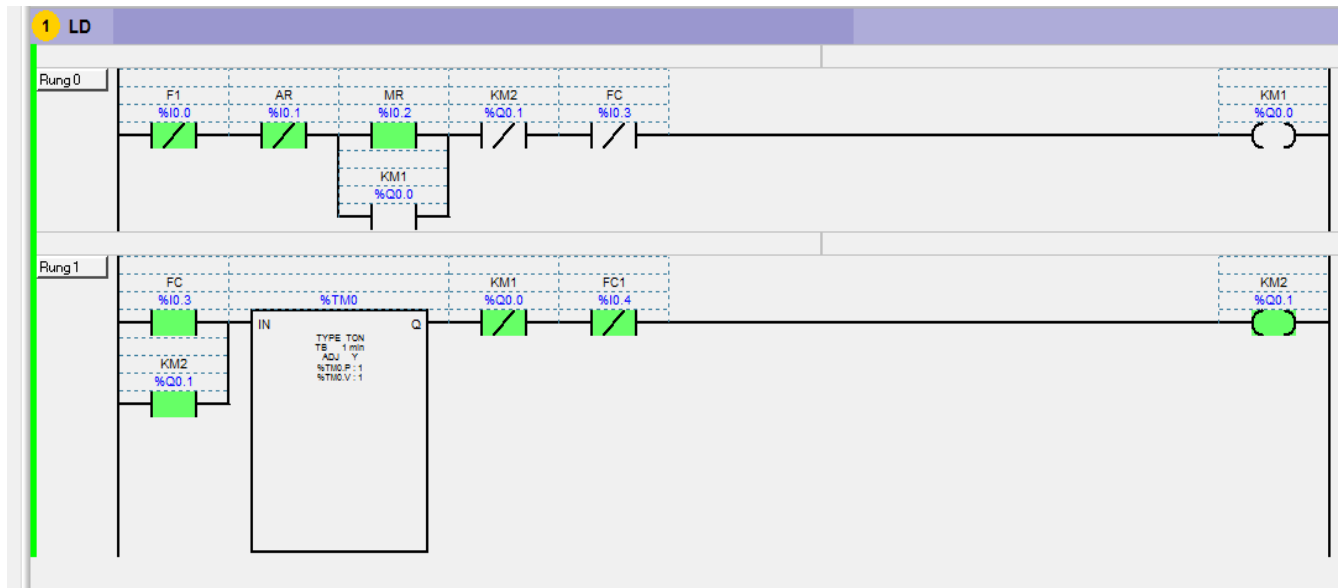 1 LD
Rung 0
F1 AR MR KM2 FC KM1
%I0.0 %I0.1 %I0.2 %Q0.1 %I0.3 %Q0.0
KM1
%Q0.0
Rung 1
FC KM1 FC1 KM2
%I0.3 %TM0 %Q0.0 %I0.4 %Q0.1
IN Q
TYPE TON
TB 1 min
ADJ Y
%TM0.P : 1
%TM0.V : 1
KM2
%Q0.1